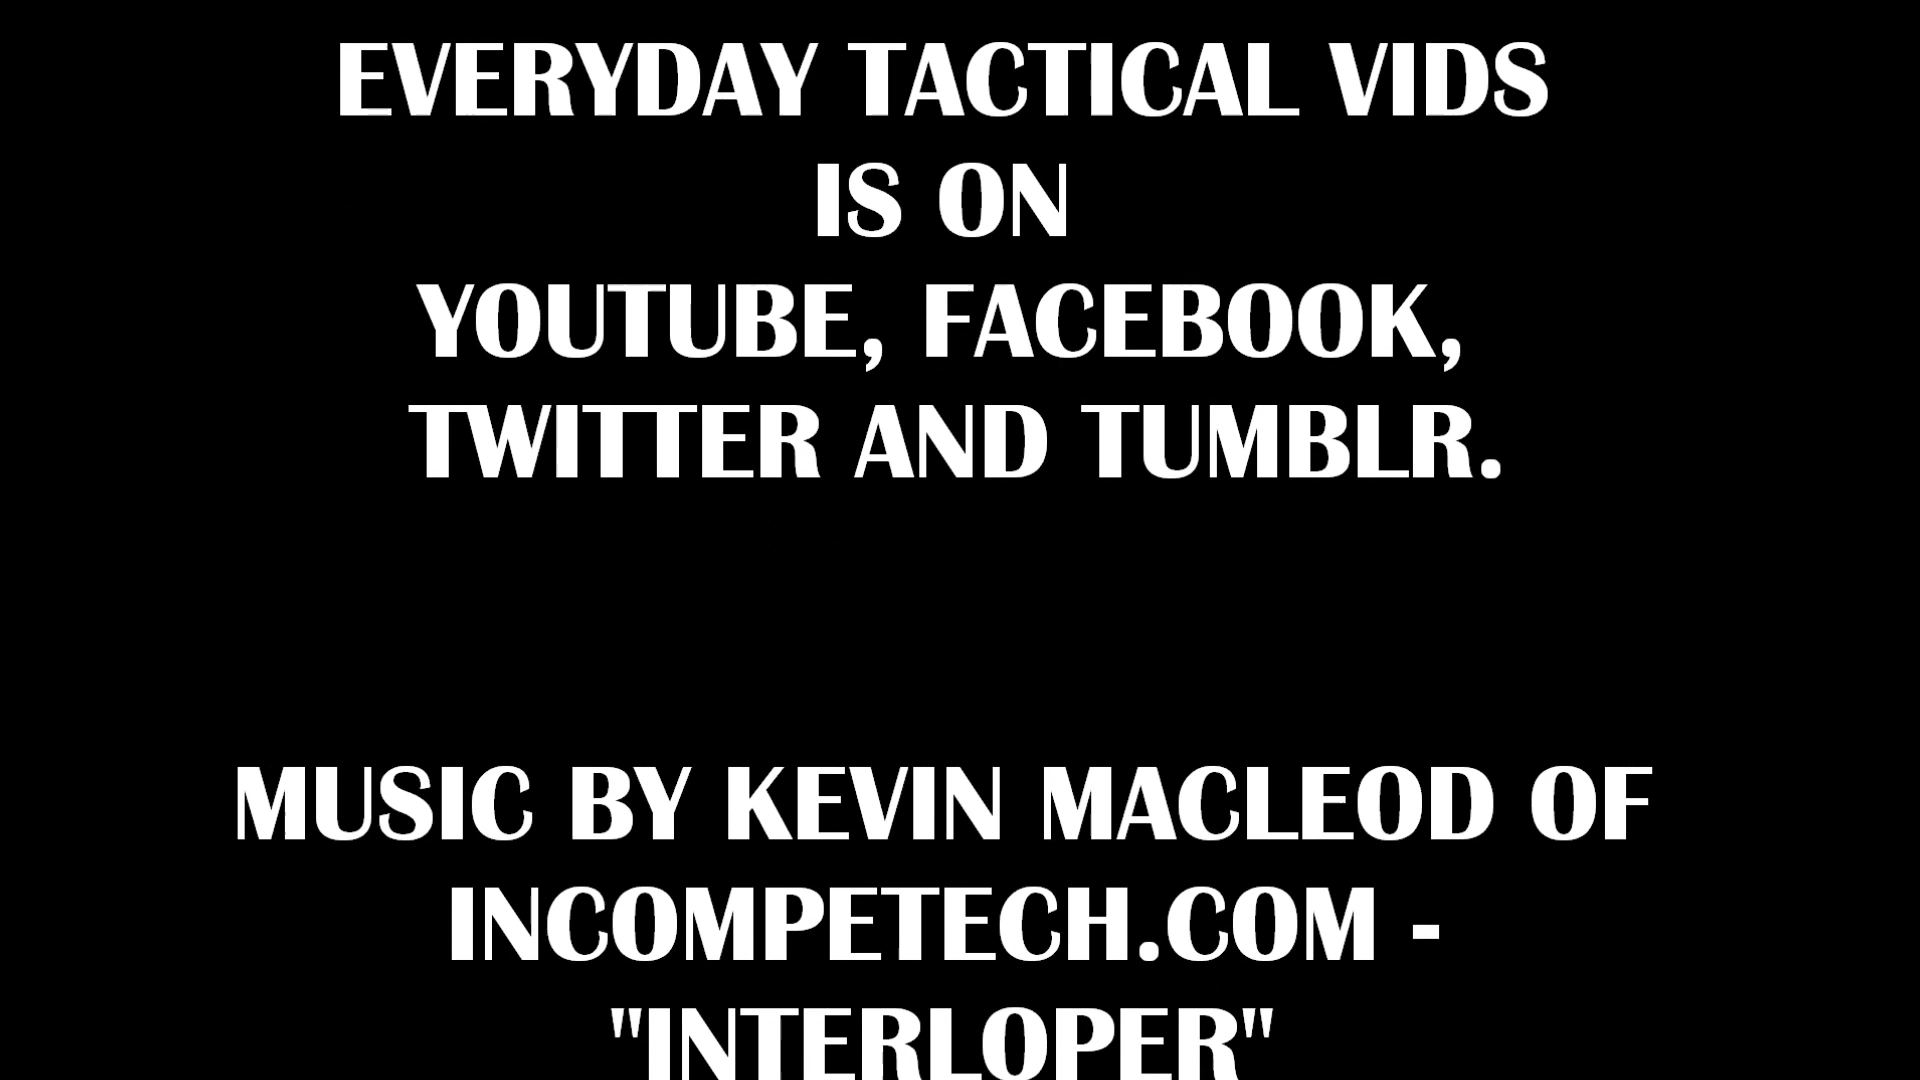 EVERYDAY TACTICAL VIDS
IS ON
YOUTUBE, FACEBOOK,
TWITTER AND TUMBLR.
MUSIC BY KEVIN MACLEOD OF
INCOMPETECH.COM -
"INTERLOPER"